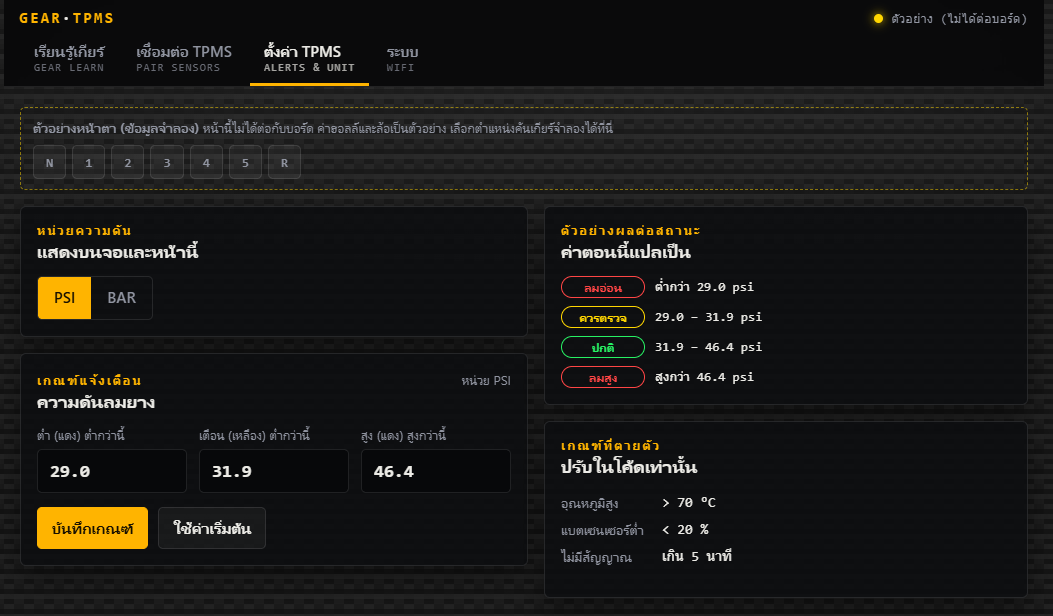 GEAR•TPMS
ตัวอย่าง (ไม่ได้ต่อบอร์ด)
เรียนรู้เกียร์
GEAR LEARN
เชื่อมต่อ TPMS
PAIR SENSORS
ตั้งค่า TPMS
ALERTS & UNIT
ระบบ
WIFI
ตัวอย่างหน้าตา (ข้อมูลจำลอง) หน้านี้ไม่ได้ต่อกับบอร์ด ค่าฮอลล์และล้อเป็นตัวอย่าง เลือกตำแหน่งคันเกียร์จำลองได้ที่นี่
N 1 2 3 4 5 R
หน่วยความดัน
แสดงบนจอและหน้านี้
PSI BAR
เกณฑ์แจ้งเตือน
หน่วย PSI
ความดันลมยาง
ต่ำ (แดง) ต่ำกว่านี้
เตือน (เหลือง) ต่ำกว่านี้
สูง (แดง) สูงกว่านี้
29.0
31.9
46.4
บันทึกเกณฑ์
ใช้ค่าเริ่มต้น
ตัวอย่างผลต่อสถานะ
ค่าตอนนี้แปลเป็น
ลมอ่อน ต่ำกว่า 29.0 psi
ควรตรวจ 29.0 – 31.9 psi
ปกติ 31.9 – 46.4 psi
ลมสูง สูงกว่า 46.4 psi
เกณฑ์ที่ตายตัว
ปรับในโค้ดเท่านั้น
อุณหภูมิสูง > 70 °C
แบตเซนเซอร์ต่ำ < 20 %
ไม่มีสัญญาณ เกิน 5 นาที